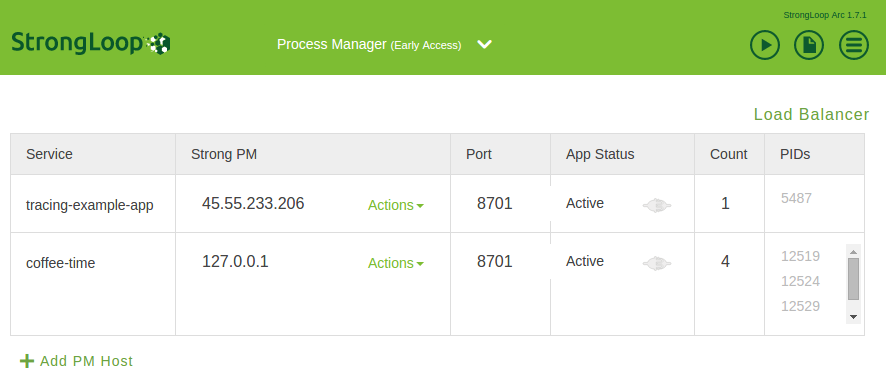 StrongLoop Arc 1.7.1
StrongLoop
Process Manager (Early Access)
Load Balancer
Service Strong PM Port App Status Count PIDs
tracing-example-app 45.55.233.206 Actions 8701 Active 1 5487
coffee-time 127.0.0.1 Actions 8701 Active 4 12519
12524
12529
Add PM Host